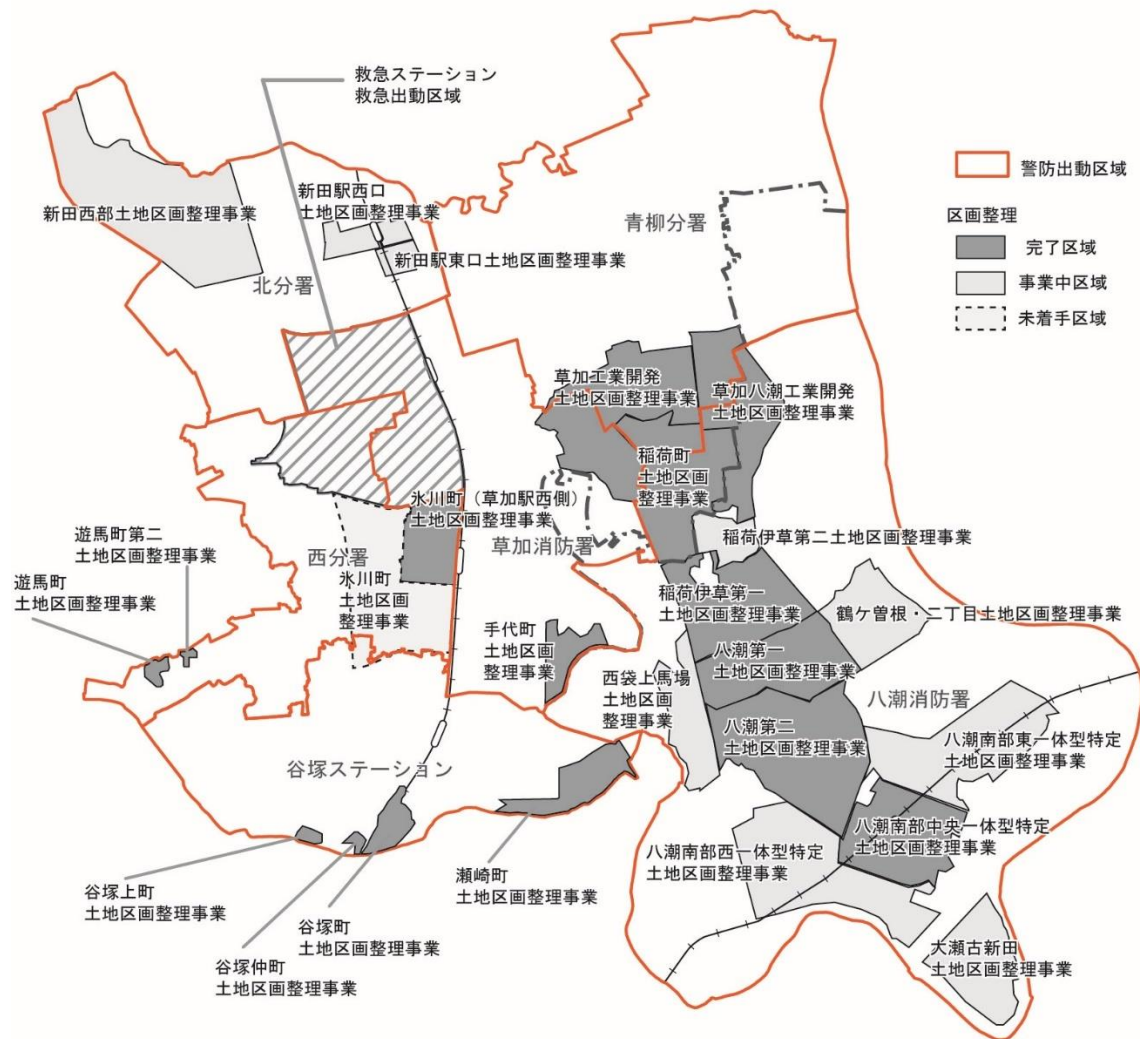 救急ステーション
救急出動区域
警防出動区域
区画整理
完了区域
事業中区域
未着手区域
新田西部土地区画整理事業
新田駅西口
土地区画整理事業
新田駅東口土地区画整理事業
北分署
青柳分署
草加工業開発
土地区画整理事業
草加八潮工業開発
土地区画整理事業
稲荷町
土地区画
整理事業
氷川町（草加駅西側）
土地区画整理事業
草加消防署
稲荷伊草第二土地区画整理事業
遊馬町第二
土地区画整理事業
遊馬町
土地区画整理事業
西分署
氷川町
土地区画
整理事業
手代町
土地区画
整理事業
稲荷伊草第一
土地区画整理事業
鶴ケ曽根・二丁目土地区画整理事業
八潮第一
土地区画整理事業
西袋上馬場
土地区画
整理事業
八潮消防署
八潮第二
土地区画整理事業
八潮南部東一体型特定
土地区画整理事業
谷塚ステーション
八潮南部中央一体型特定
土地区画整理事業
八潮南部西一体型特定
土地区画整理事業
谷塚上町
土地区画整理事業
瀬崎町
土地区画整理事業
谷塚町
土地区画整理事業
谷塚仲町
土地区画整理事業
大瀬古新田
土地区画整理事業